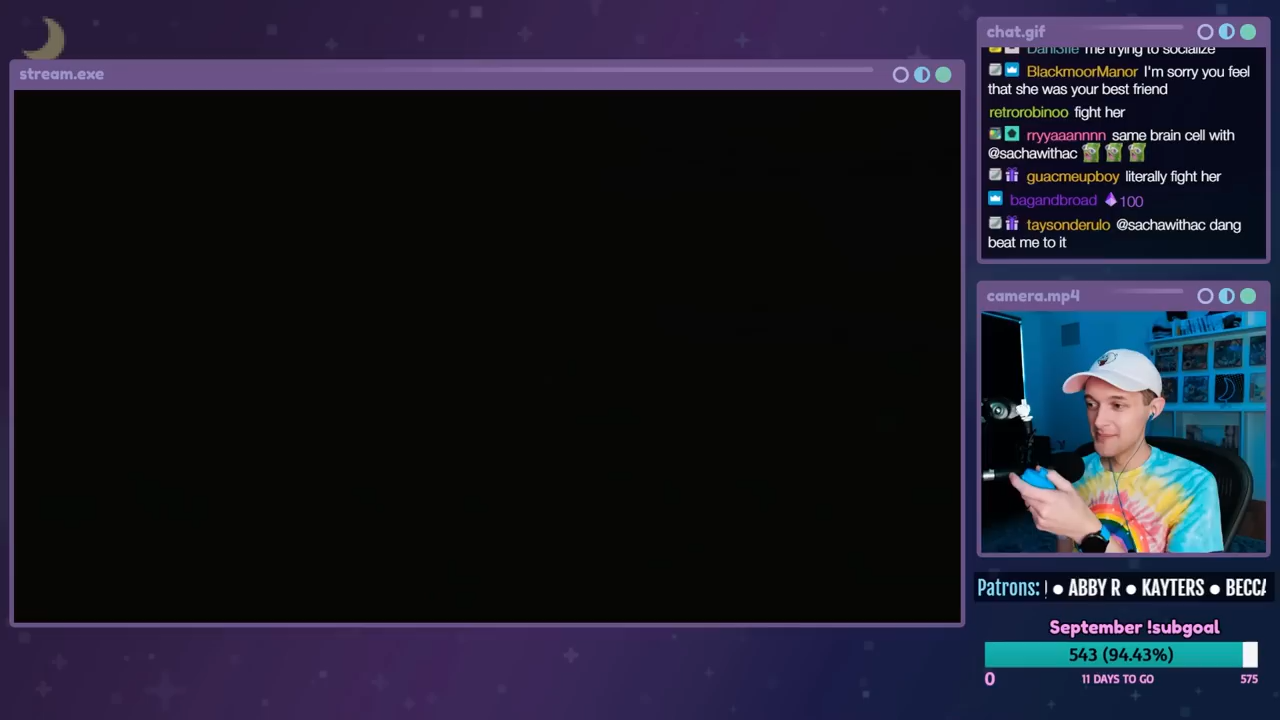 stream.exe
chat.gif
Dani3lle me trying to socialize
BlackmoorManor I'm sorry you feel
that she was your best friend
retrorobinoo fight her
rryyaaannnn same brain cell with
@sachawithac
guacmeupboy literally fight her
bagandbroad 100
taysonderulo @sachawithac dang
beat me to it
camera.mp4
Patrons: ● ABBY R ● KAYTERS ● BECCA
September !subgoal
543 (94.43%)
0 11 DAYS TO GO 575